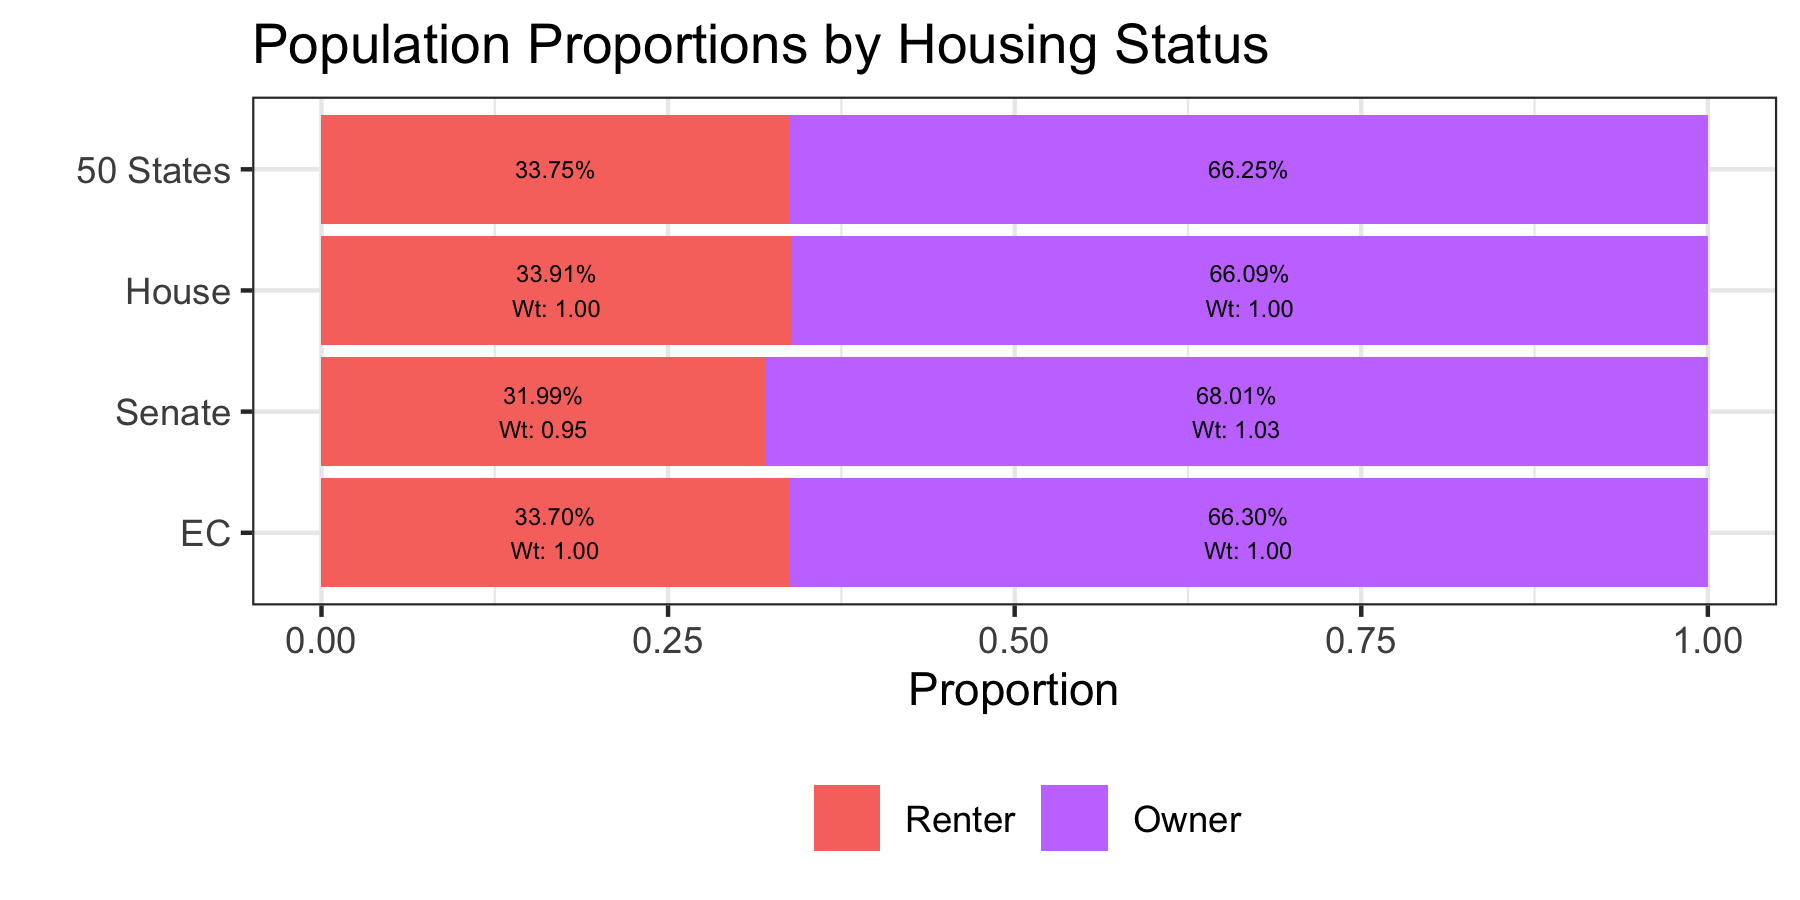 Population Proportions by Housing Status
50 States
33.75%
66.25%
House
33.91%
Wt: 1.00
66.09%
Wt: 1.00
Senate
31.99%
Wt: 0.95
68.01%
Wt: 1.03
EC
33.70%
Wt: 1.00
66.30%
Wt: 1.00
0.00 0.25 0.50 0.75 1.00
Proportion
Renter Owner